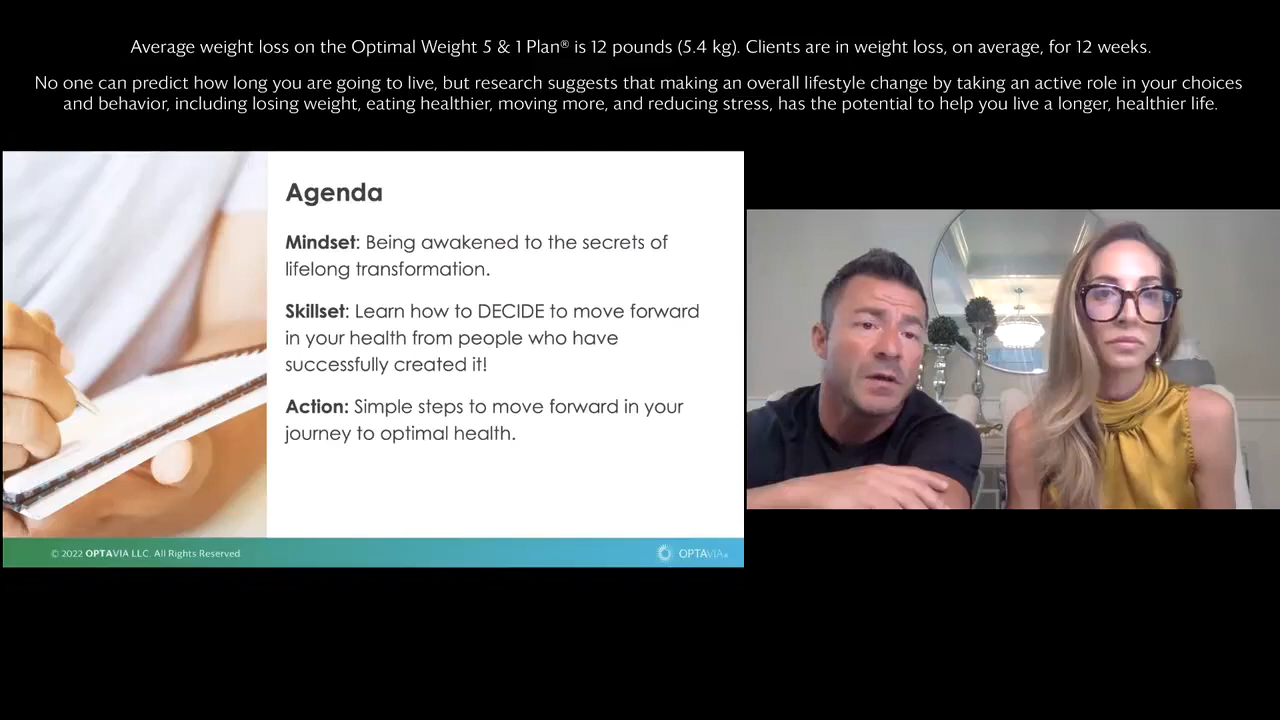 Average weight loss on the Optimal Weight 5 & 1 Plan® is 12 pounds (5.4 kg). Clients are in weight loss, on average, for 12 weeks.
No one can predict how long you are going to live, but research suggests that making an overall lifestyle change by taking an active role in your choices
and behavior, including losing weight, eating healthier, moving more, and reducing stress, has the potential to help you live a longer, healthier life.
Agenda
Mindset: Being awakened to the secrets of
lifelong transformation.
Skillset: Learn how to DECIDE to move forward
in your health from people who have
successfully created it!
Action: Simple steps to move forward in your
journey to optimal health.
© 2022 OPTAVIA LLC. All Rights Reserved.
OPTAVIA®